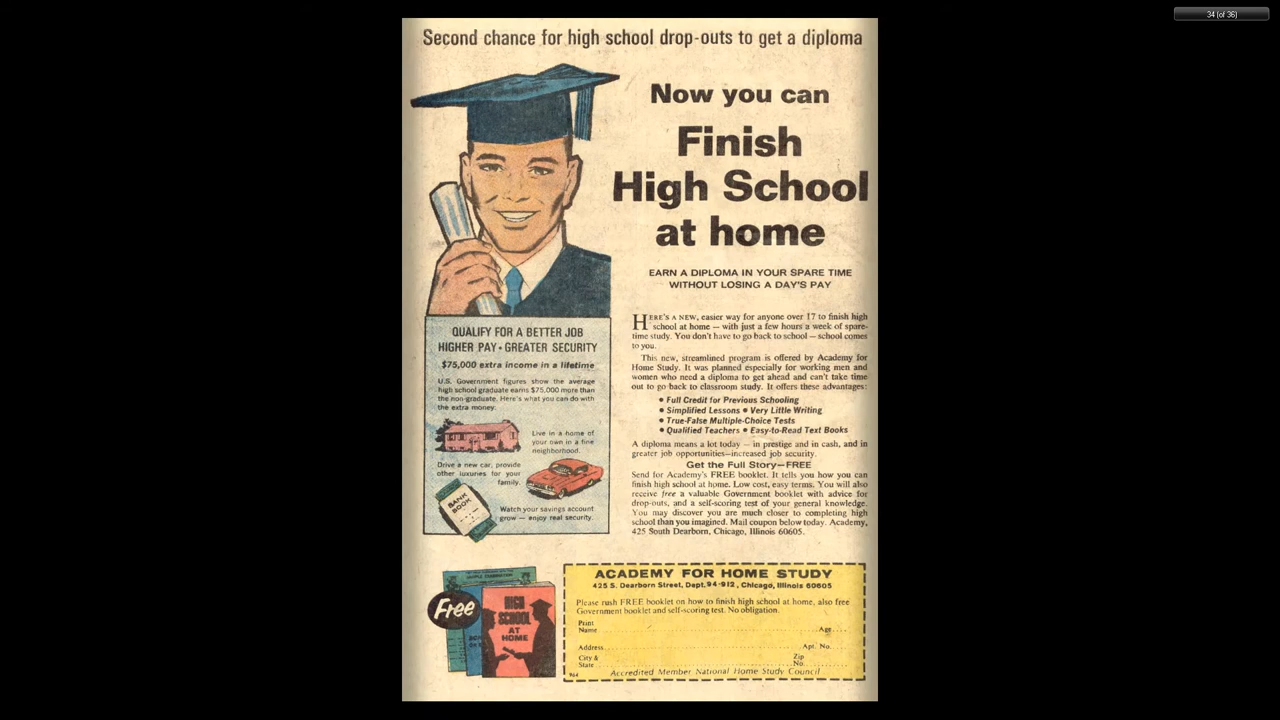 34 (of 36)
Second chance for high school drop-outs to get a diploma
Now you can
Finish
High School
at home
EARN A DIPLOMA IN YOUR SPARE TIME
WITHOUT LOSING A DAY'S PAY
HERE'S A NEW, easier way for anyone over 17 to finish high
school at home — with just a few hours a week of spare-
time study. You don't have to go back to school — school comes
to you.
This new, streamlined program is offered by Academy for
Home Study. It was planned especially for working men and
women who need a diploma to get ahead and can't take time
out to go back to classroom study. It offers these advantages:
• Full Credit for Previous Schooling
• Simplified Lessons • Very Little Writing
• True-False Multiple-Choice Tests
• Qualified Teachers • Easy-to-Read Text Books
A diploma means a lot today — in prestige and in cash, and in
greater job opportunities—increased job security.
Get the Full Story—FREE
Send for Academy's FREE booklet. It tells you how you can
finish high school at home. Low cost, easy terms. You will also
receive free a valuable Government booklet with advice for
drop-outs, and a self-scoring test of your general knowledge.
You may discover you are much closer to completing high
school than you imagined. Mail coupon below today. Academy,
425 South Dearborn, Chicago, Illinois 60605.
QUALIFY FOR A BETTER JOB
HIGHER PAY • GREATER SECURITY
$75,000 extra income in a lifetime
U.S. Government figures show the average
high school graduate earns $75,000 more than
the non-graduate. Here's what you can do with
the extra money.
Live in a home of
your own in a fine
neighborhood.
Drive a new car, provide
other luxuries for your
family.
BANK
BOOK
Watch your savings account
grow — enjoy real security.
Free
HIGH
SCHOOL
AT
HOME
ACADEMY FOR HOME STUDY
425 S. Dearborn Street, Dept. 94-912, Chicago, Illinois 60605
Please rush FREE booklet on how to finish high school at home, also free
Government booklet and self-scoring test. No obligation.
Print
Name Age
Address Apt. No.
City & Zip
State No.
964 Accredited Member National Home Study Council